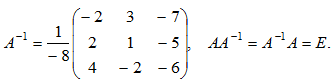 A⁻¹ = 1/-8 (-2 3 -7
2 1 -5
4 -2 -6), AA⁻¹ = A⁻¹A = E.